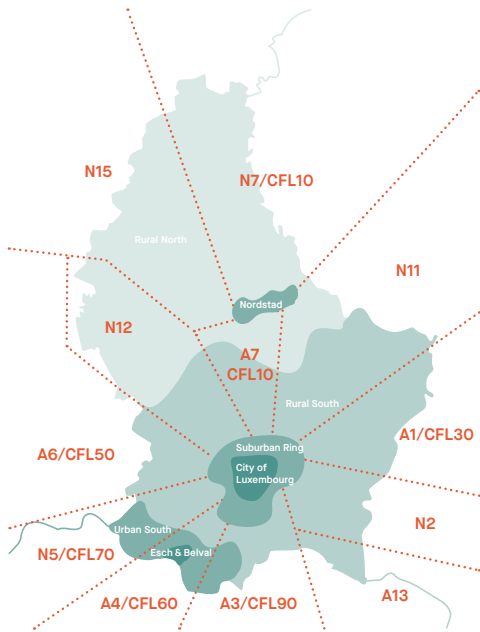 N15
N7/CFL10
Rural North
N11
Nordstad
N12
A7
CFL10
Rural South
A1/CFL30
Suburban Ring
A6/CFL50
City of
Luxembourg
N2
Urban South
N5/CFL70
Esch & Belval
A13
A4/CFL60
A3/CFL90